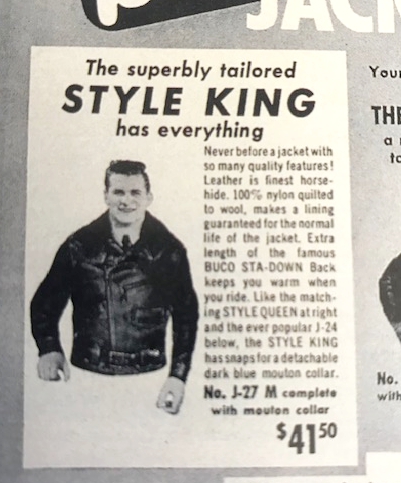 JACK
The superbly tailored
STYLE KING
has everything
Never before a jacket with
so many quality features!
Leather is finest horse-
hide. 100% nylon quilted
to wool, makes a lining
guaranteed for the normal
life of the jacket. Extra
length of the famous
BUCO STA-DOWN Back
keeps you warm when
you ride. Like the match-
ing STYLE QUEEN at right
and the ever popular J-24
below, the STYLE KING
has snaps for a detachable
dark blue mouton collar.
No. J-27 M complete
with mouton collar
$41.50
Your
THE
a
No.
with